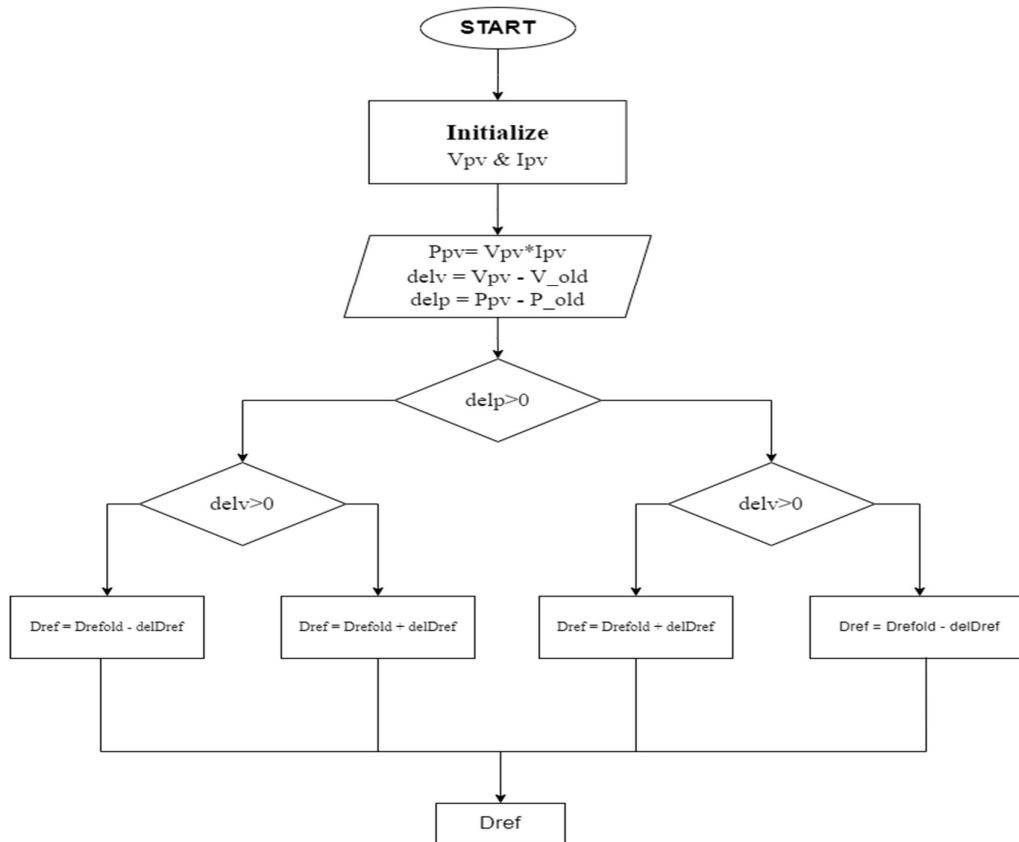 START
Initialize
Vpv & Ipv
Ppv= Vpv*Ipv
delv = Vpv - V_old
delp = Ppv - P_old
delp>0
delv>0
delv>0
Dref = Drefold - delDref
Dref = Drefold + delDref
Dref = Drefold + delDref
Dref = Drefold - delDref
Dref